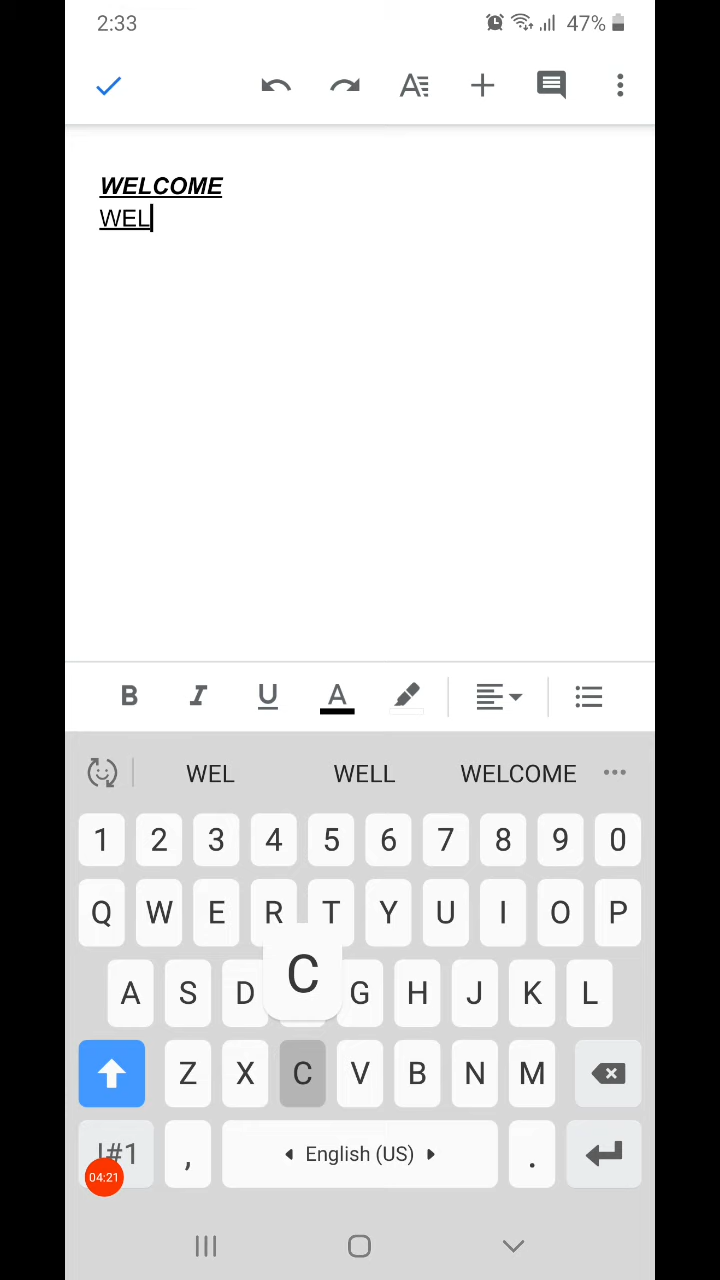 2:33
47%
WELCOME
WEL
B I U A
WEL WELL WELCOME
1 2 3 4 5 6 7 8 9 0
Q W E R T Y U I O P
C
A S D G H J K L
Z X C V B N M
!#1 , English (US) .
04:21